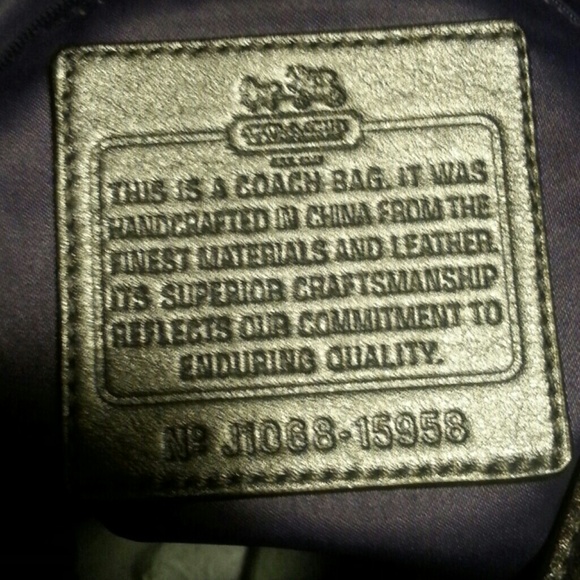 THIS IS A COACH BAG. IT WAS
HANDCRAFTED IN CHINA FROM THE
FINEST MATERIALS AND LEATHER.
ITS SUPERIOR CRAFTSMANSHIP
REFLECTS OUR COMMITMENT TO
ENDURING QUALITY.
Nº J1068-15958